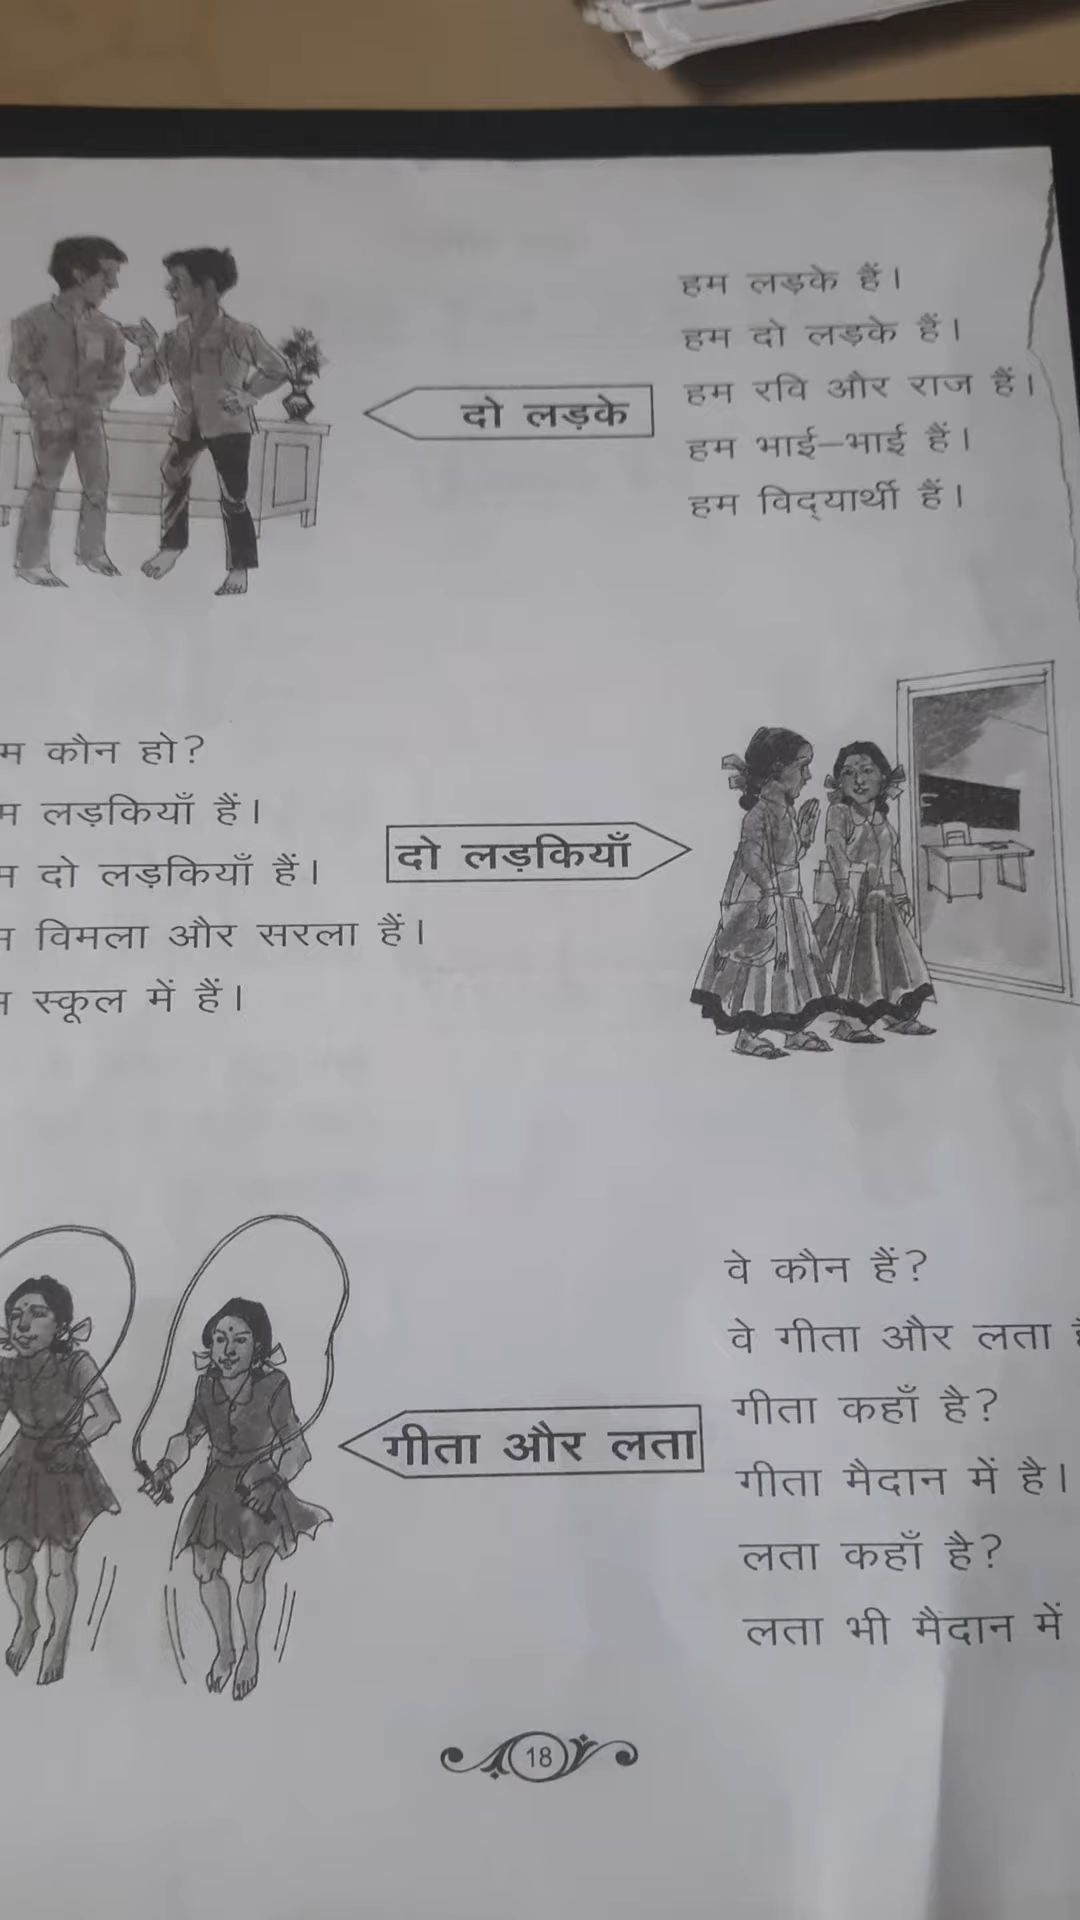 हम लड़के हैं।
हम दो लड़के हैं।
दो लड़के
हम रवि और राज हैं।
हम भाई–भाई हैं।
हम विद्‌यार्थी हैं।
कौन हो?
लड़कियाँ हैं।
दो लड़कियाँ हैं।
विमला और सरला हैं।
स्कूल में हैं।
दो लड़कियाँ
वे कौन हैं?
वे गीता और लता
गीता कहाँ है?
गीता और लता
गीता मैदान में है।
लता कहाँ है?
लता भी मैदान में
18